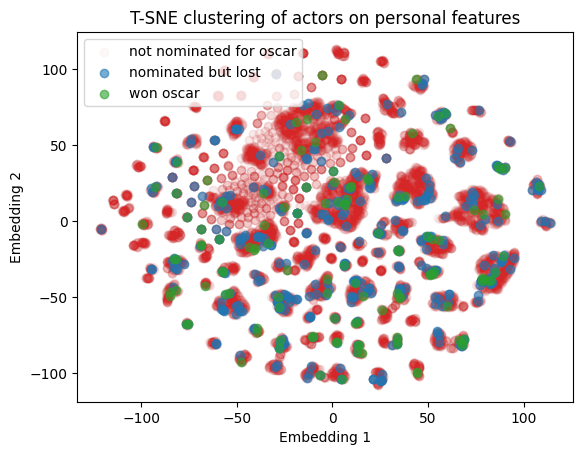 T-SNE clustering of actors on personal features
not nominated for oscar
nominated but lost
won oscar
100
50
0
−50
−100
Embedding 2
−100 −50 0 50 100
Embedding 1